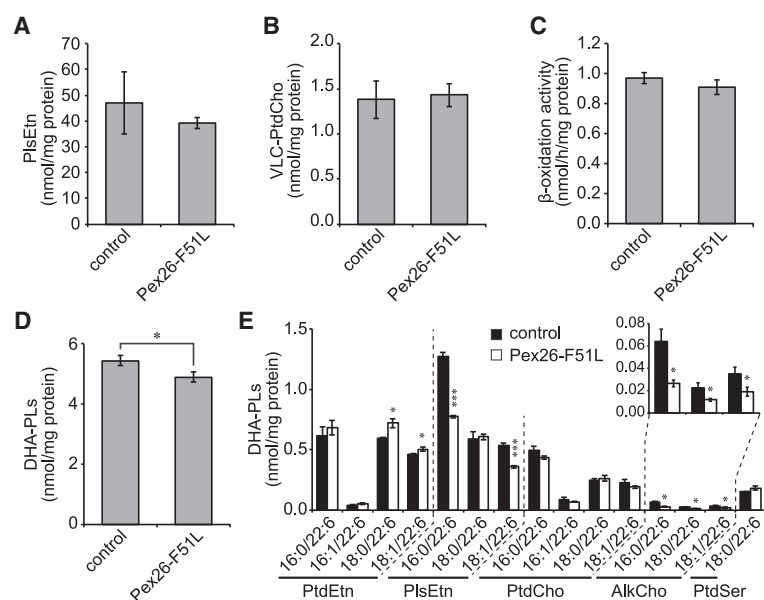 A
70
60
50
40
30
20
10
0
PlsEtn
(nmol/mg protein)
control
Pex26-F51L
B
2.0
1.5
1.0
0.5
0.0
VLC-PtdCho
(nmol/mg protein)
control
Pex26-F51L
C
1.2
1.0
0.8
0.6
0.4
0.2
0.0
β-oxidation activity
(nmol/h/mg protein)
control
Pex26-F51L
D
*
6
4
2
0
DHA-PLs
(nmol/mg protein)
control
Pex26-F51L
E
1.5
1.0
0.5
0.0
DHA-PLs
(nmol/mg protein)
control
Pex26-F51L
* * *** *** * * *
0.08
0.06
0.04
0.02
0.00
* * *
16:0/22:6
16:1/22:6
18:0/22:6
18:1/22:6
16:0/22:6
18:0/22:6
18:1/22:6
16:0/22:6
16:1/22:6
18:0/22:6
18:1/22:6
16:0/22:6
18:0/22:6
18:1/22:6
18:0/22:6
PtdEtn PlsEtn PtdCho AlkCho PtdSer